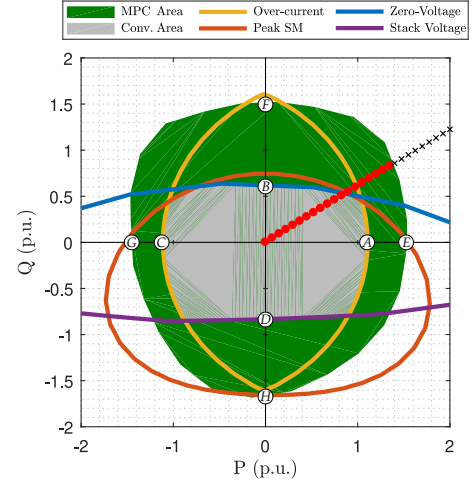 MPC Area Over-current Zero-Voltage
Conv. Area Peak SM Stack Voltage
2
1.5
1
0.5
0
-0.5
-1
-1.5
-2
Q (p.u.)
F
B
G C A E
D
H
-2 -1 0 1 2
P (p.u.)